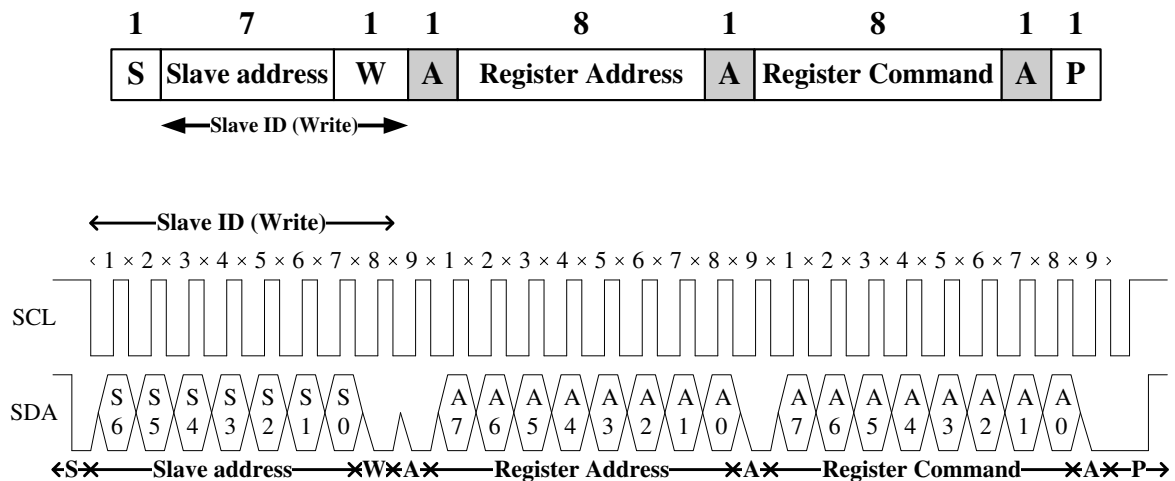 1 7 1 1 8 1 8 1 1
S Slave address W A Register Address A Register Command A P
Slave ID (Write)
Slave ID (Write)
‹ 1 × 2 × 3 × 4 × 5 × 6 × 7 × 8 × 9 × 1 × 2 × 3 × 4 × 5 × 6 × 7 × 8 × 9 × 1 × 2 × 3 × 4 × 5 × 6 × 7 × 8 × 9 ›
SCL
SDA S6 S5 S4 S3 S2 S1 S0 A7 A6 A5 A4 A3 A2 A1 A0 A7 A6 A5 A4 A3 A2 A1 A0
S Slave address W A Register Address A Register Command A P